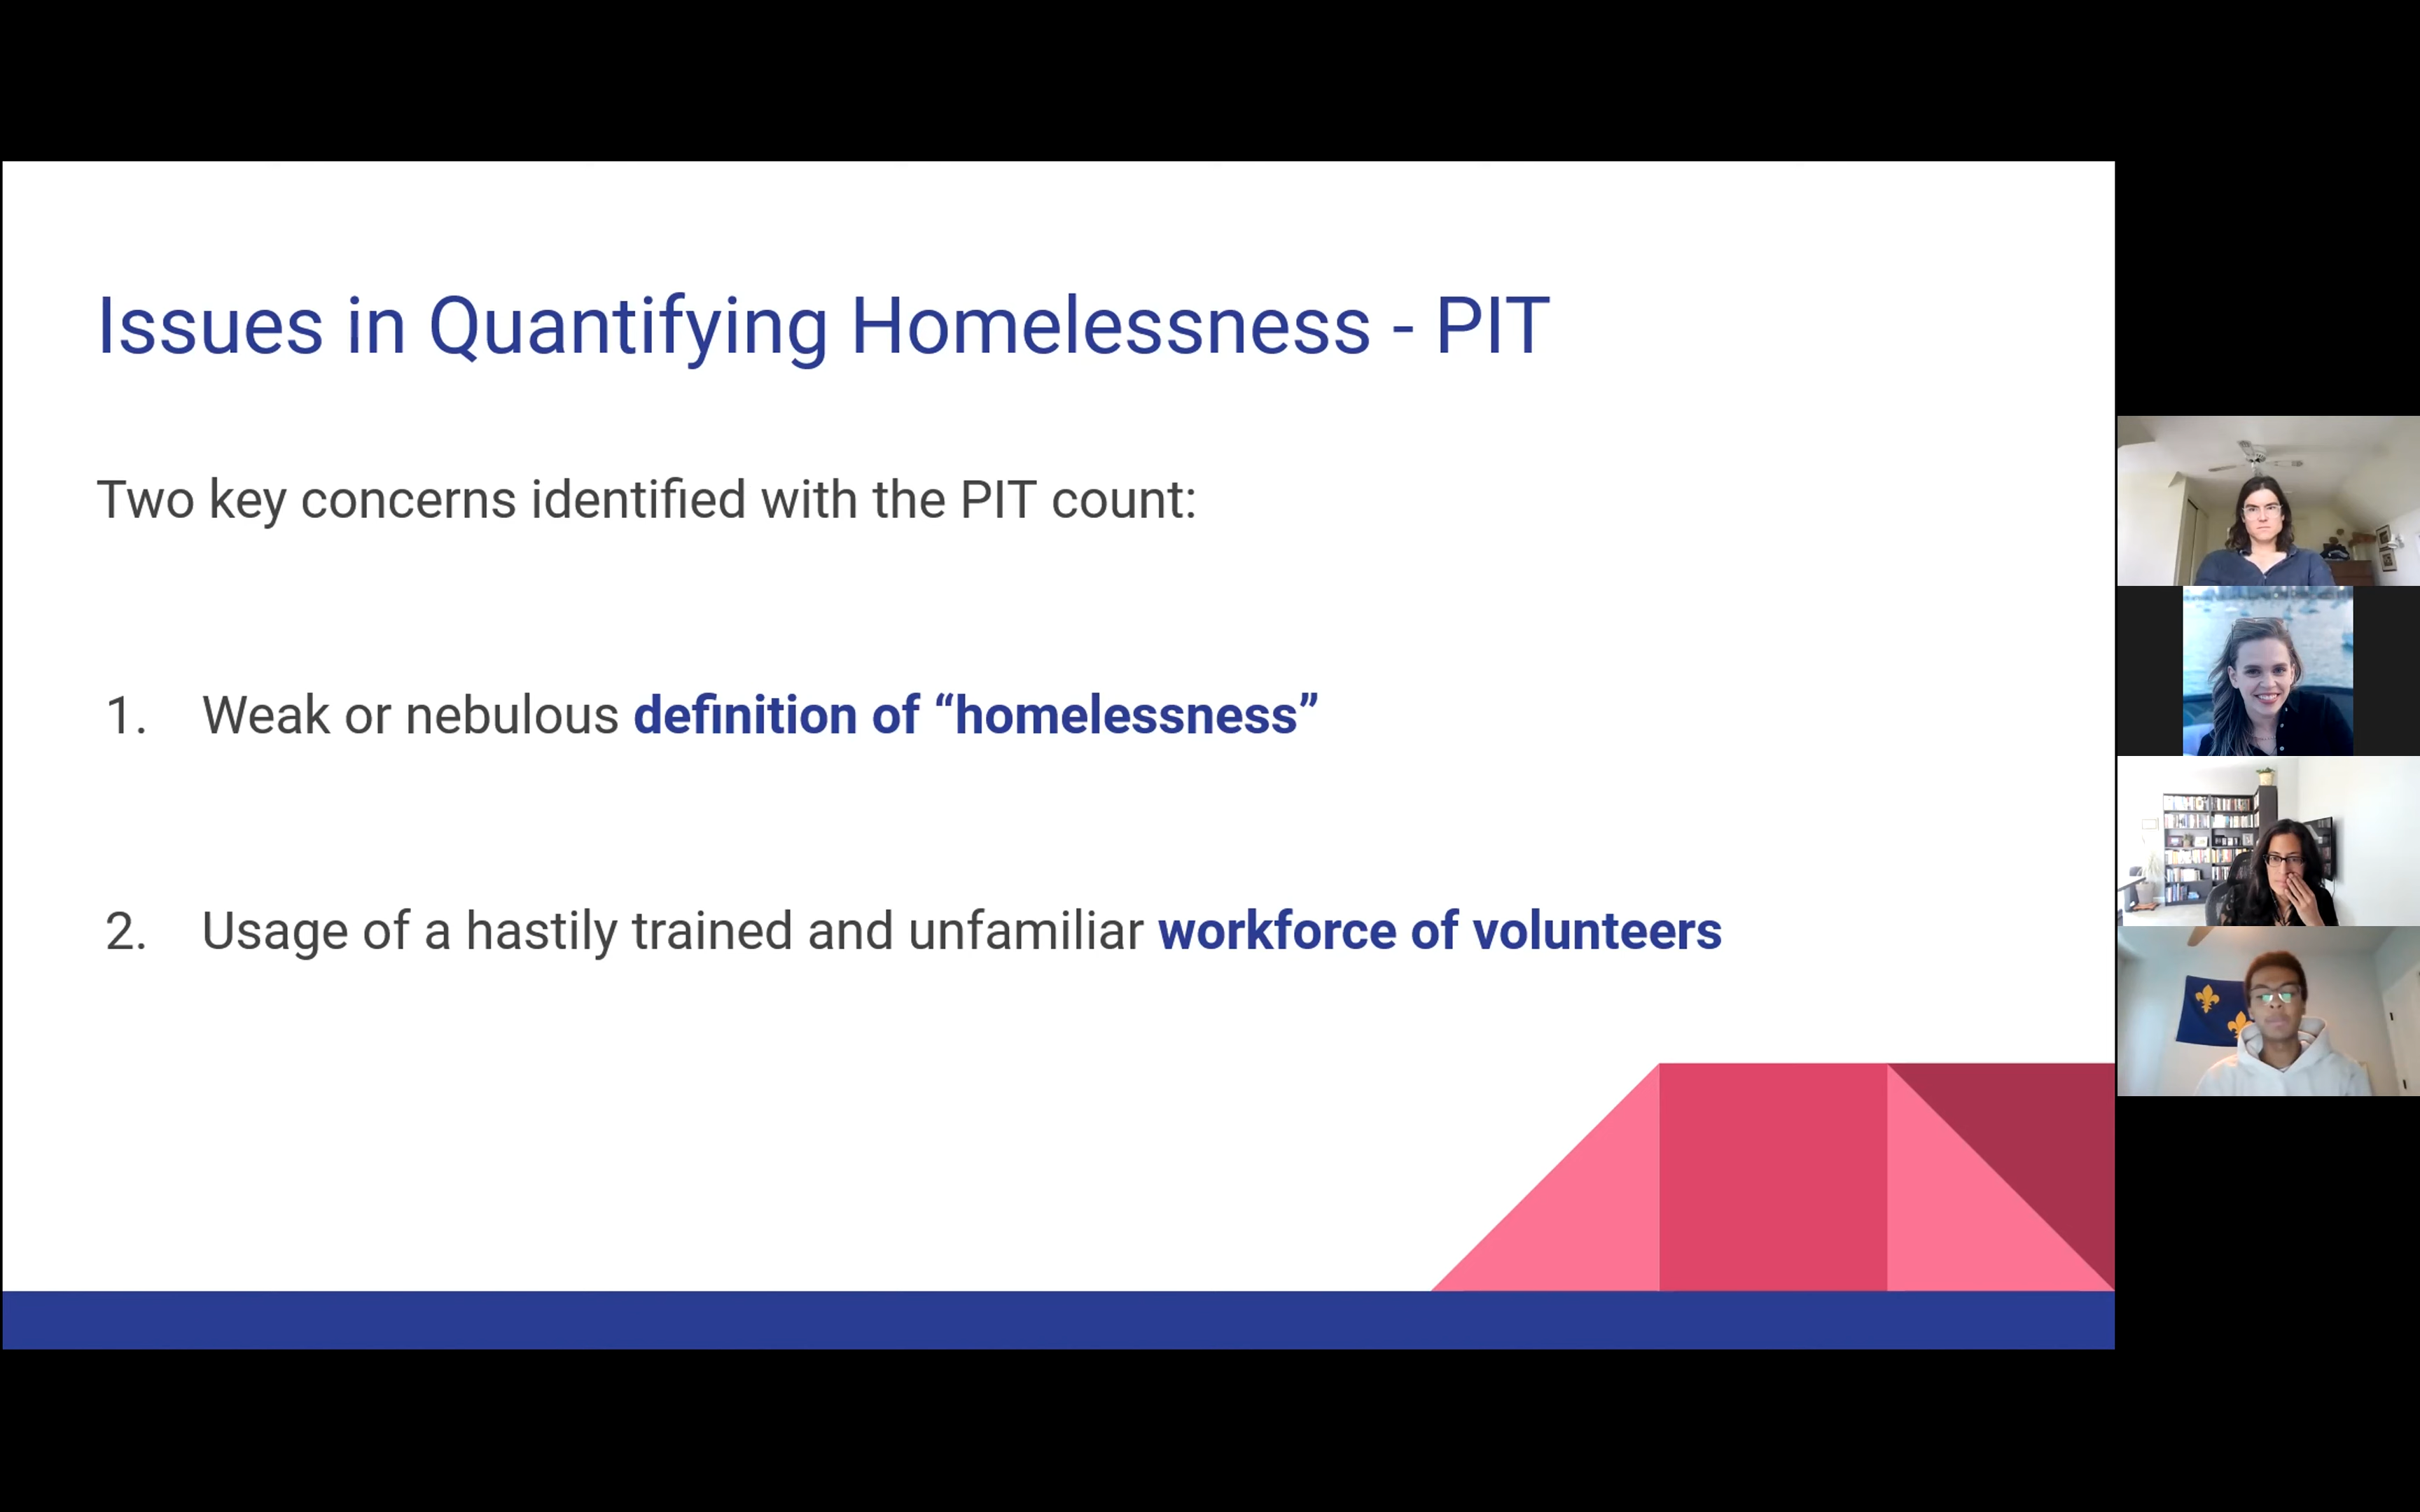 Issues in Quantifying Homelessness - PIT
Two key concerns identified with the PIT count:
1. Weak or nebulous definition of “homelessness”
2. Usage of a hastily trained and unfamiliar workforce of volunteers